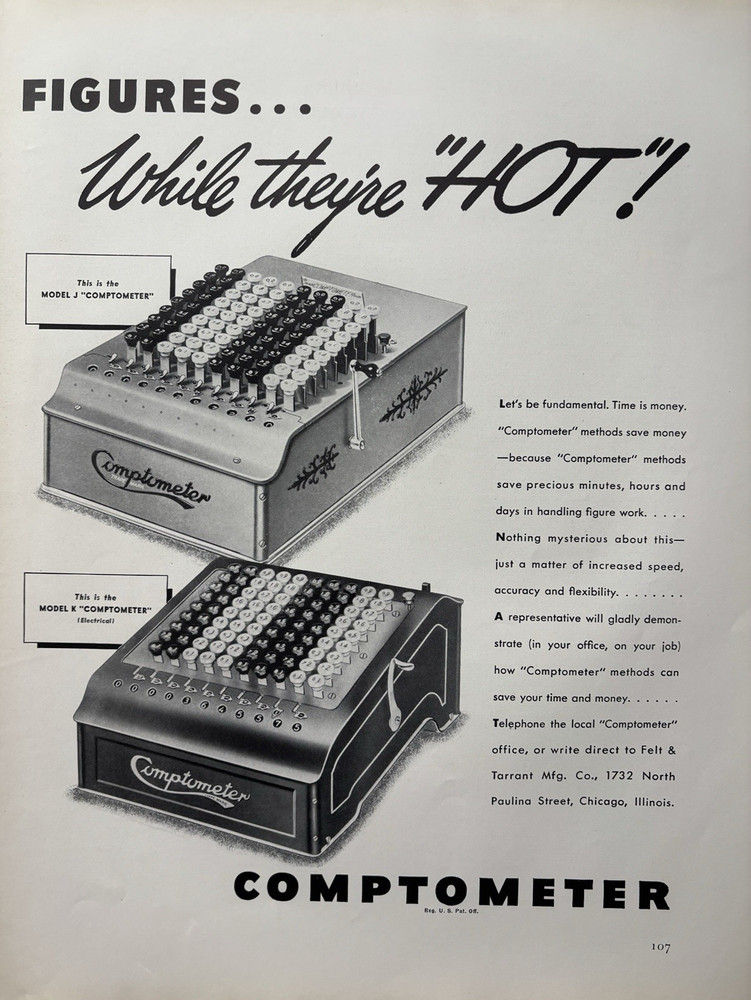 FIGURES...
While they're "HOT"!
This is the
MODEL J "COMPTOMETER"
Comptometer
Let's be fundamental. Time is money.
"Comptometer" methods save money
—because "Comptometer" methods
save precious minutes, hours and
days in handling figure work. . . . .
Nothing mysterious about this—
just a matter of increased speed,
accuracy and flexibility. . . . . . . .
A representative will gladly demon-
strate (in your office, on your job)
how "Comptometer" methods can
save your time and money. . . . . .
Telephone the local "Comptometer"
office, or write direct to Felt &
Tarrant Mfg. Co., 1732 North
Paulina Street, Chicago, Illinois.
This is the
MODEL K "COMPTOMETER"
(Electrical)
Comptometer
COMPTOMETER
Reg. U. S. Pat. Off.
107